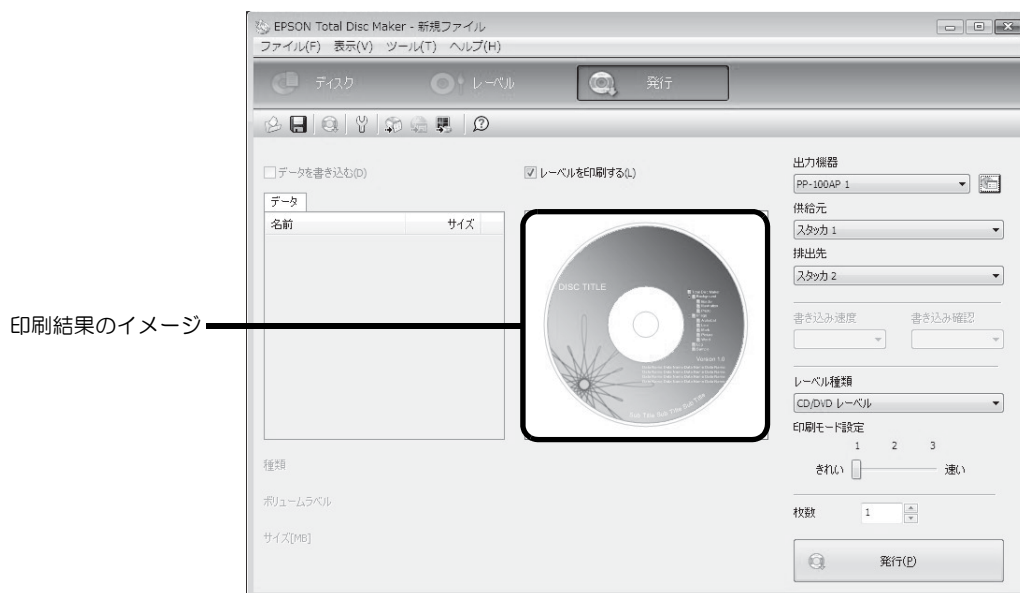 EPSON Total Disc Maker - 新規ファイル
ファイル(F) 表示(V) ツール(T) ヘルプ(H)
ディスク レーベル 発行
データを書き込む(D)
レーベルを印刷する(L)
データ
名前 サイズ
DISC TITLE
Version 1.0
Sub Title Sub Title Sub Title Sub Title
印刷結果のイメージ
種類
ボリュームラベル
サイズ[MB]
出力機器
PP-100AP 1
供給元
スタッカ 1
排出先
スタッカ 2
書き込み速度 書き込み確認
レーベル種類
CD/DVD レーベル
印刷モード設定
1 2 3
きれい 速い
枚数 1
発行(P)